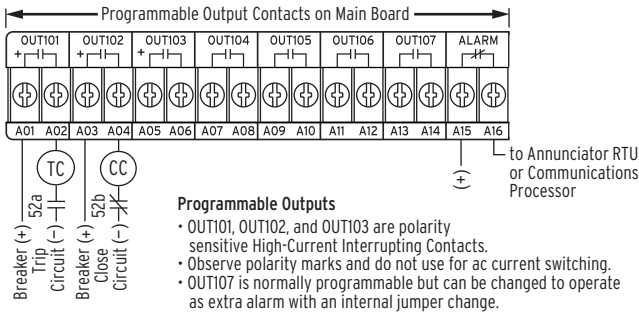 Programmable Output Contacts on Main Board
OUT101 OUT102 OUT103 OUT104 OUT105 OUT106 OUT107 ALARM
+ + +
A01 A02 A03 A04 A05 A06 A07 A08 A09 A10 A11 A12 A13 A14 A15 A16
TC CC
52a 52b
Breaker (+)
Trip
Circuit (–)
Breaker (+)
Close
Circuit (–)
(+)
to Annunciator RTU
or Communications
Processor
Programmable Outputs
• OUT101, OUT102, and OUT103 are polarity
sensitive High-Current Interrupting Contacts.
• Observe polarity marks and do not use for ac current switching.
• OUT107 is normally programmable but can be changed to operate
as extra alarm with an internal jumper change.